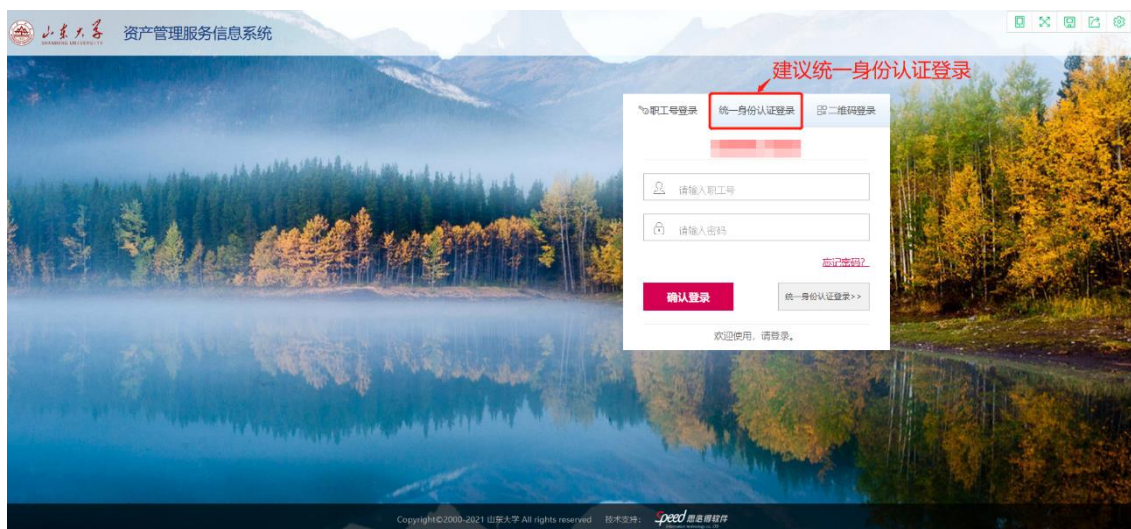 山东大学
SHANDONG UNIVERSITY
资产管理服务信息系统
建议统一身份认证登录
职工号登录
统一身份认证登录
二维码登录
请输入职工号
请输入密码
忘记密码?
确认登录
统一身份认证登录>>
欢迎使用，请登录。
Copyright©2000-2021 山东大学 All rights reserved 技术支持：
Speed 思必得软件